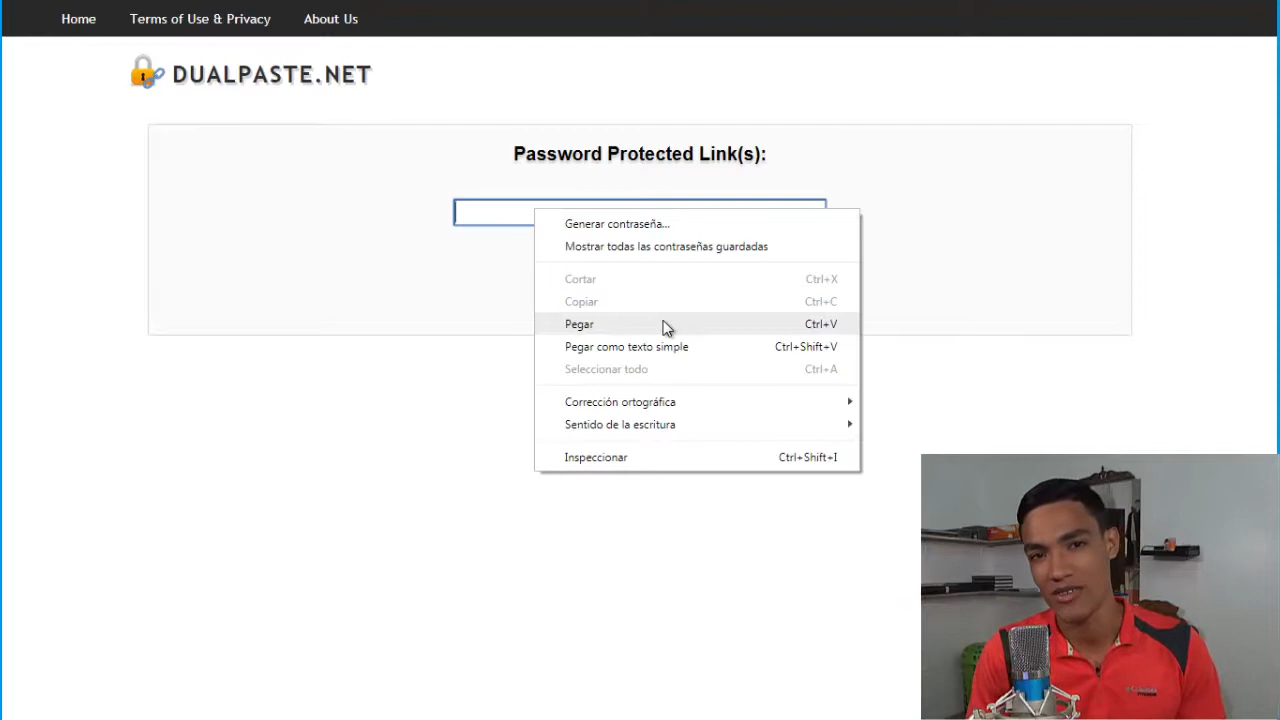 Home Terms of Use & Privacy About Us
DUALPASTE.NET
Password Protected Link(s):
Generar contraseña...
Mostrar todas las contraseñas guardadas
Cortar Ctrl+X
Copiar Ctrl+C
Pegar Ctrl+V
Pegar como texto simple Ctrl+Shift+V
Seleccionar todo Ctrl+A
Corrección ortográfica
Sentido de la escritura
Inspeccionar Ctrl+Shift+I
Columbia